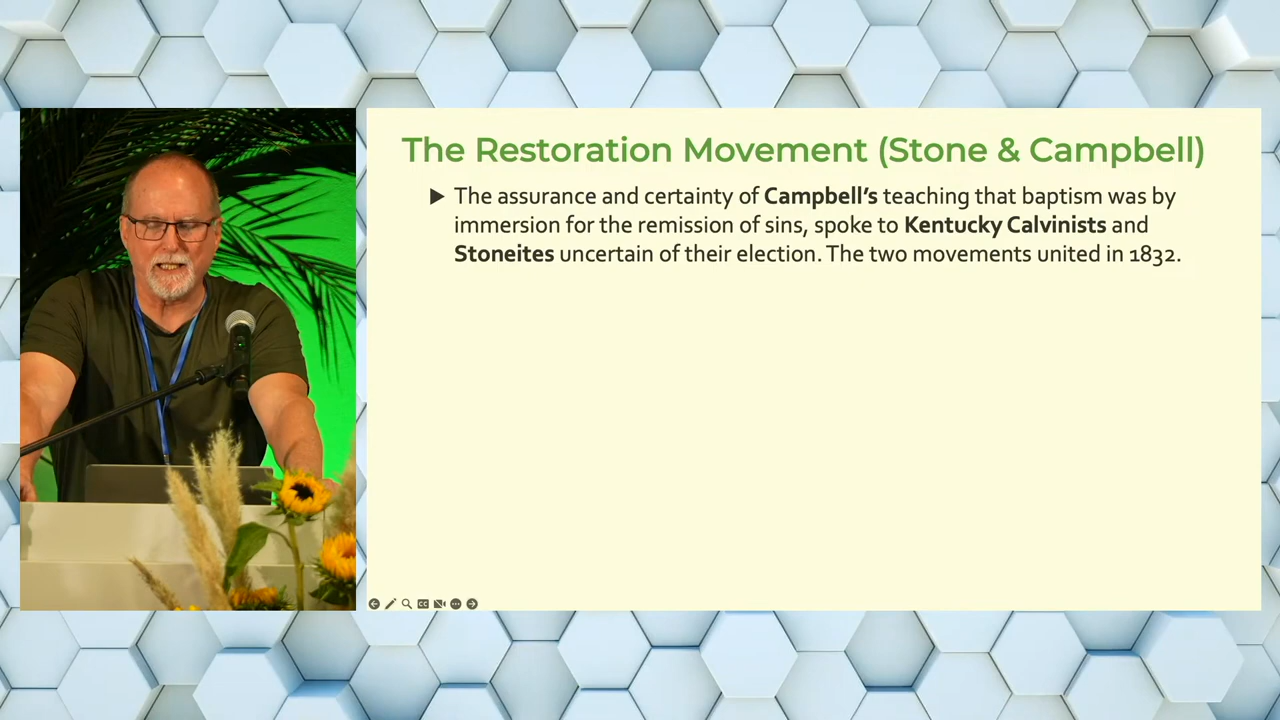 The Restoration Movement (Stone & Campbell)
The assurance and certainty of Campbell's teaching that baptism was by
immersion for the remission of sins, spoke to Kentucky Calvinists and
Stoneites uncertain of their election. The two movements united in 1832.